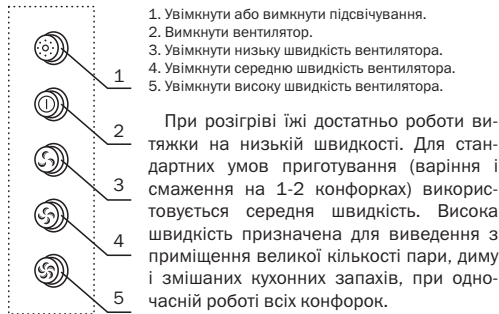 1. Увімкнути або вимкнути підсвічування.
2. Вимкнути вентилятор.
3. Увімкнути низьку швидкість вентилятора.
4. Увімкнути середню швидкість вентилятора.
5. Увімкнути високу швидкість вентилятора.
1
2
3
4
5
При розігріві їжі достатньо роботи ви-
тяжки на низькій швидкості. Для стан-
дартних умов приготування (варіння і
смаження на 1-2 конфорках) використ-
товується середня швидкість. Висока
швидкість призначена для виведення з
приміщення великої кількості пари, диму
і змішаних кухонних запахів, при одно-
часній роботі всіх конфорок.